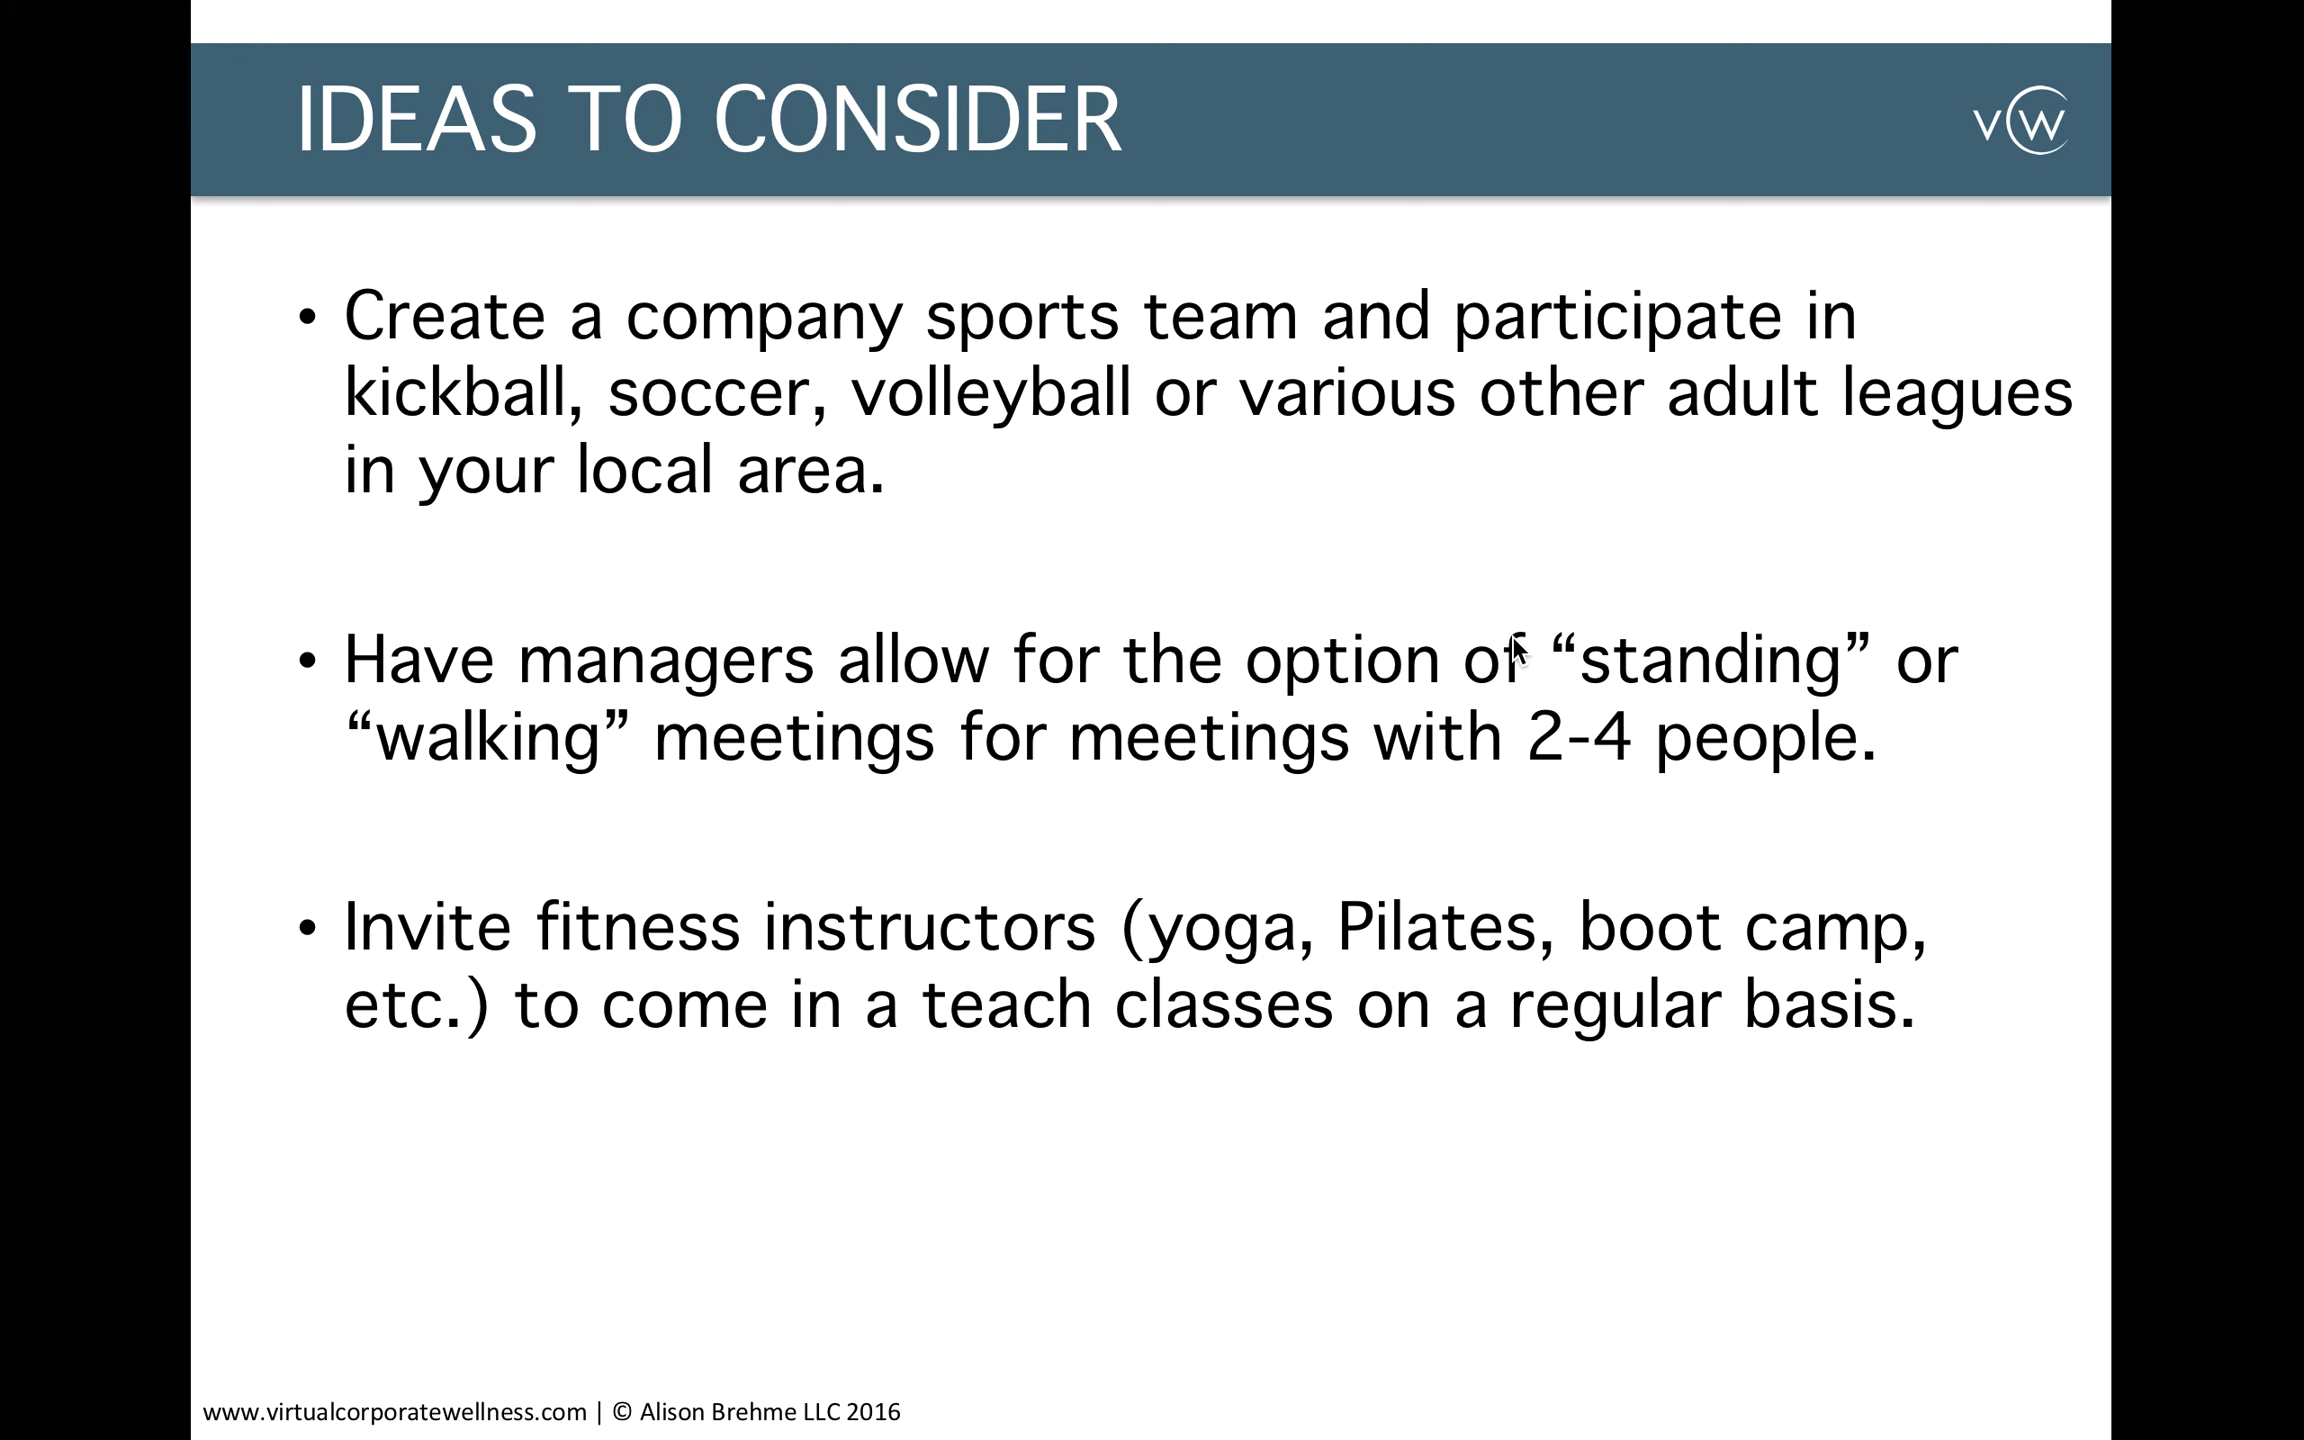 IDEAS TO CONSIDER
VCW
• Create a company sports team and participate in
kickball, soccer, volleyball or various other adult leagues
in your local area.
• Have managers allow for the option of “standing” or
“walking” meetings for meetings with 2-4 people.
• Invite fitness instructors (yoga, Pilates, boot camp,
etc.) to come in a teach classes on a regular basis.
www.virtualcorporatewellness.com | © Alison Brehme LLC 2016